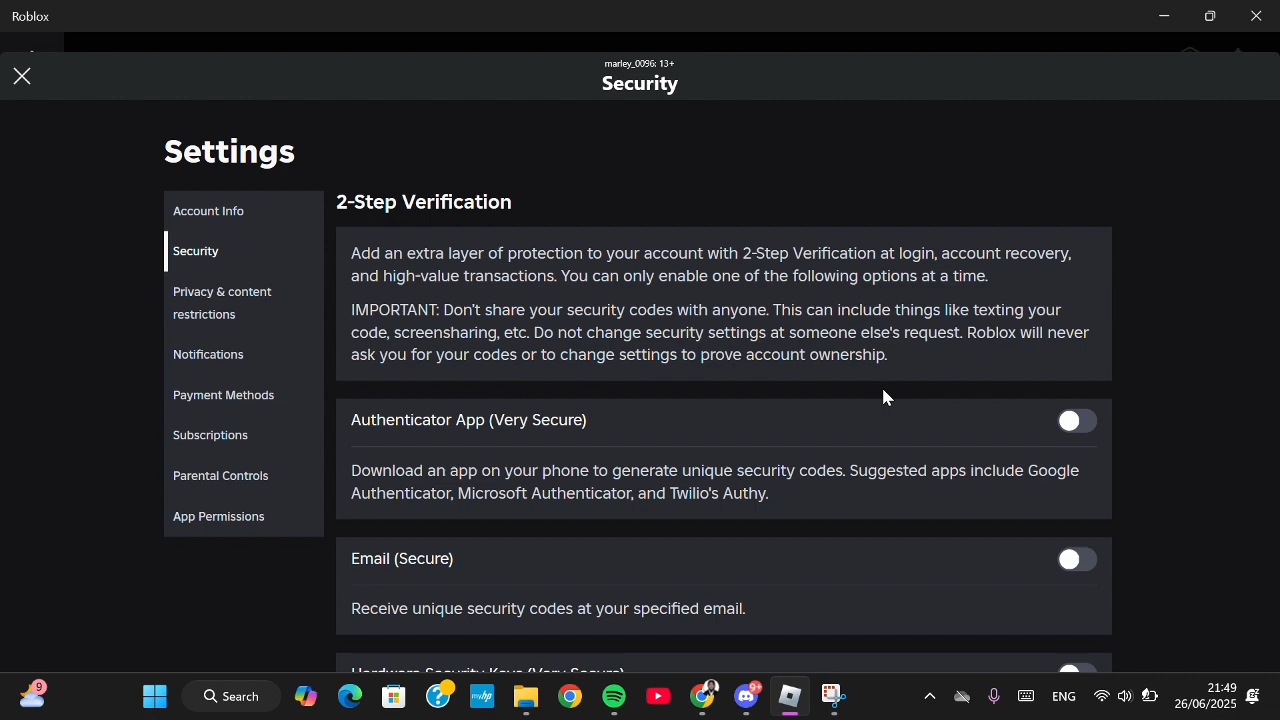 Roblox
marley_0096: 13+
Security
Settings
Account Info
Security
Privacy & content
restrictions
Notifications
Payment Methods
Subscriptions
Parental Controls
App Permissions
2-Step Verification
Add an extra layer of protection to your account with 2-Step Verification at login, account recovery,
and high-value transactions. You can only enable one of the following options at a time.
IMPORTANT: Don't share your security codes with anyone. This can include things like texting your
code, screensharing, etc. Do not change security settings at someone else's request. Roblox will never
ask you for your codes or to change settings to prove account ownership.
Authenticator App (Very Secure)
Download an app on your phone to generate unique security codes. Suggested apps include Google
Authenticator, Microsoft Authenticator, and Twilio's Authy.
Email (Secure)
Receive unique security codes at your specified email.
Hardware Security Keys (Very Secure)
9
Search
myhp
9+
ENG
21:49
26/06/2025